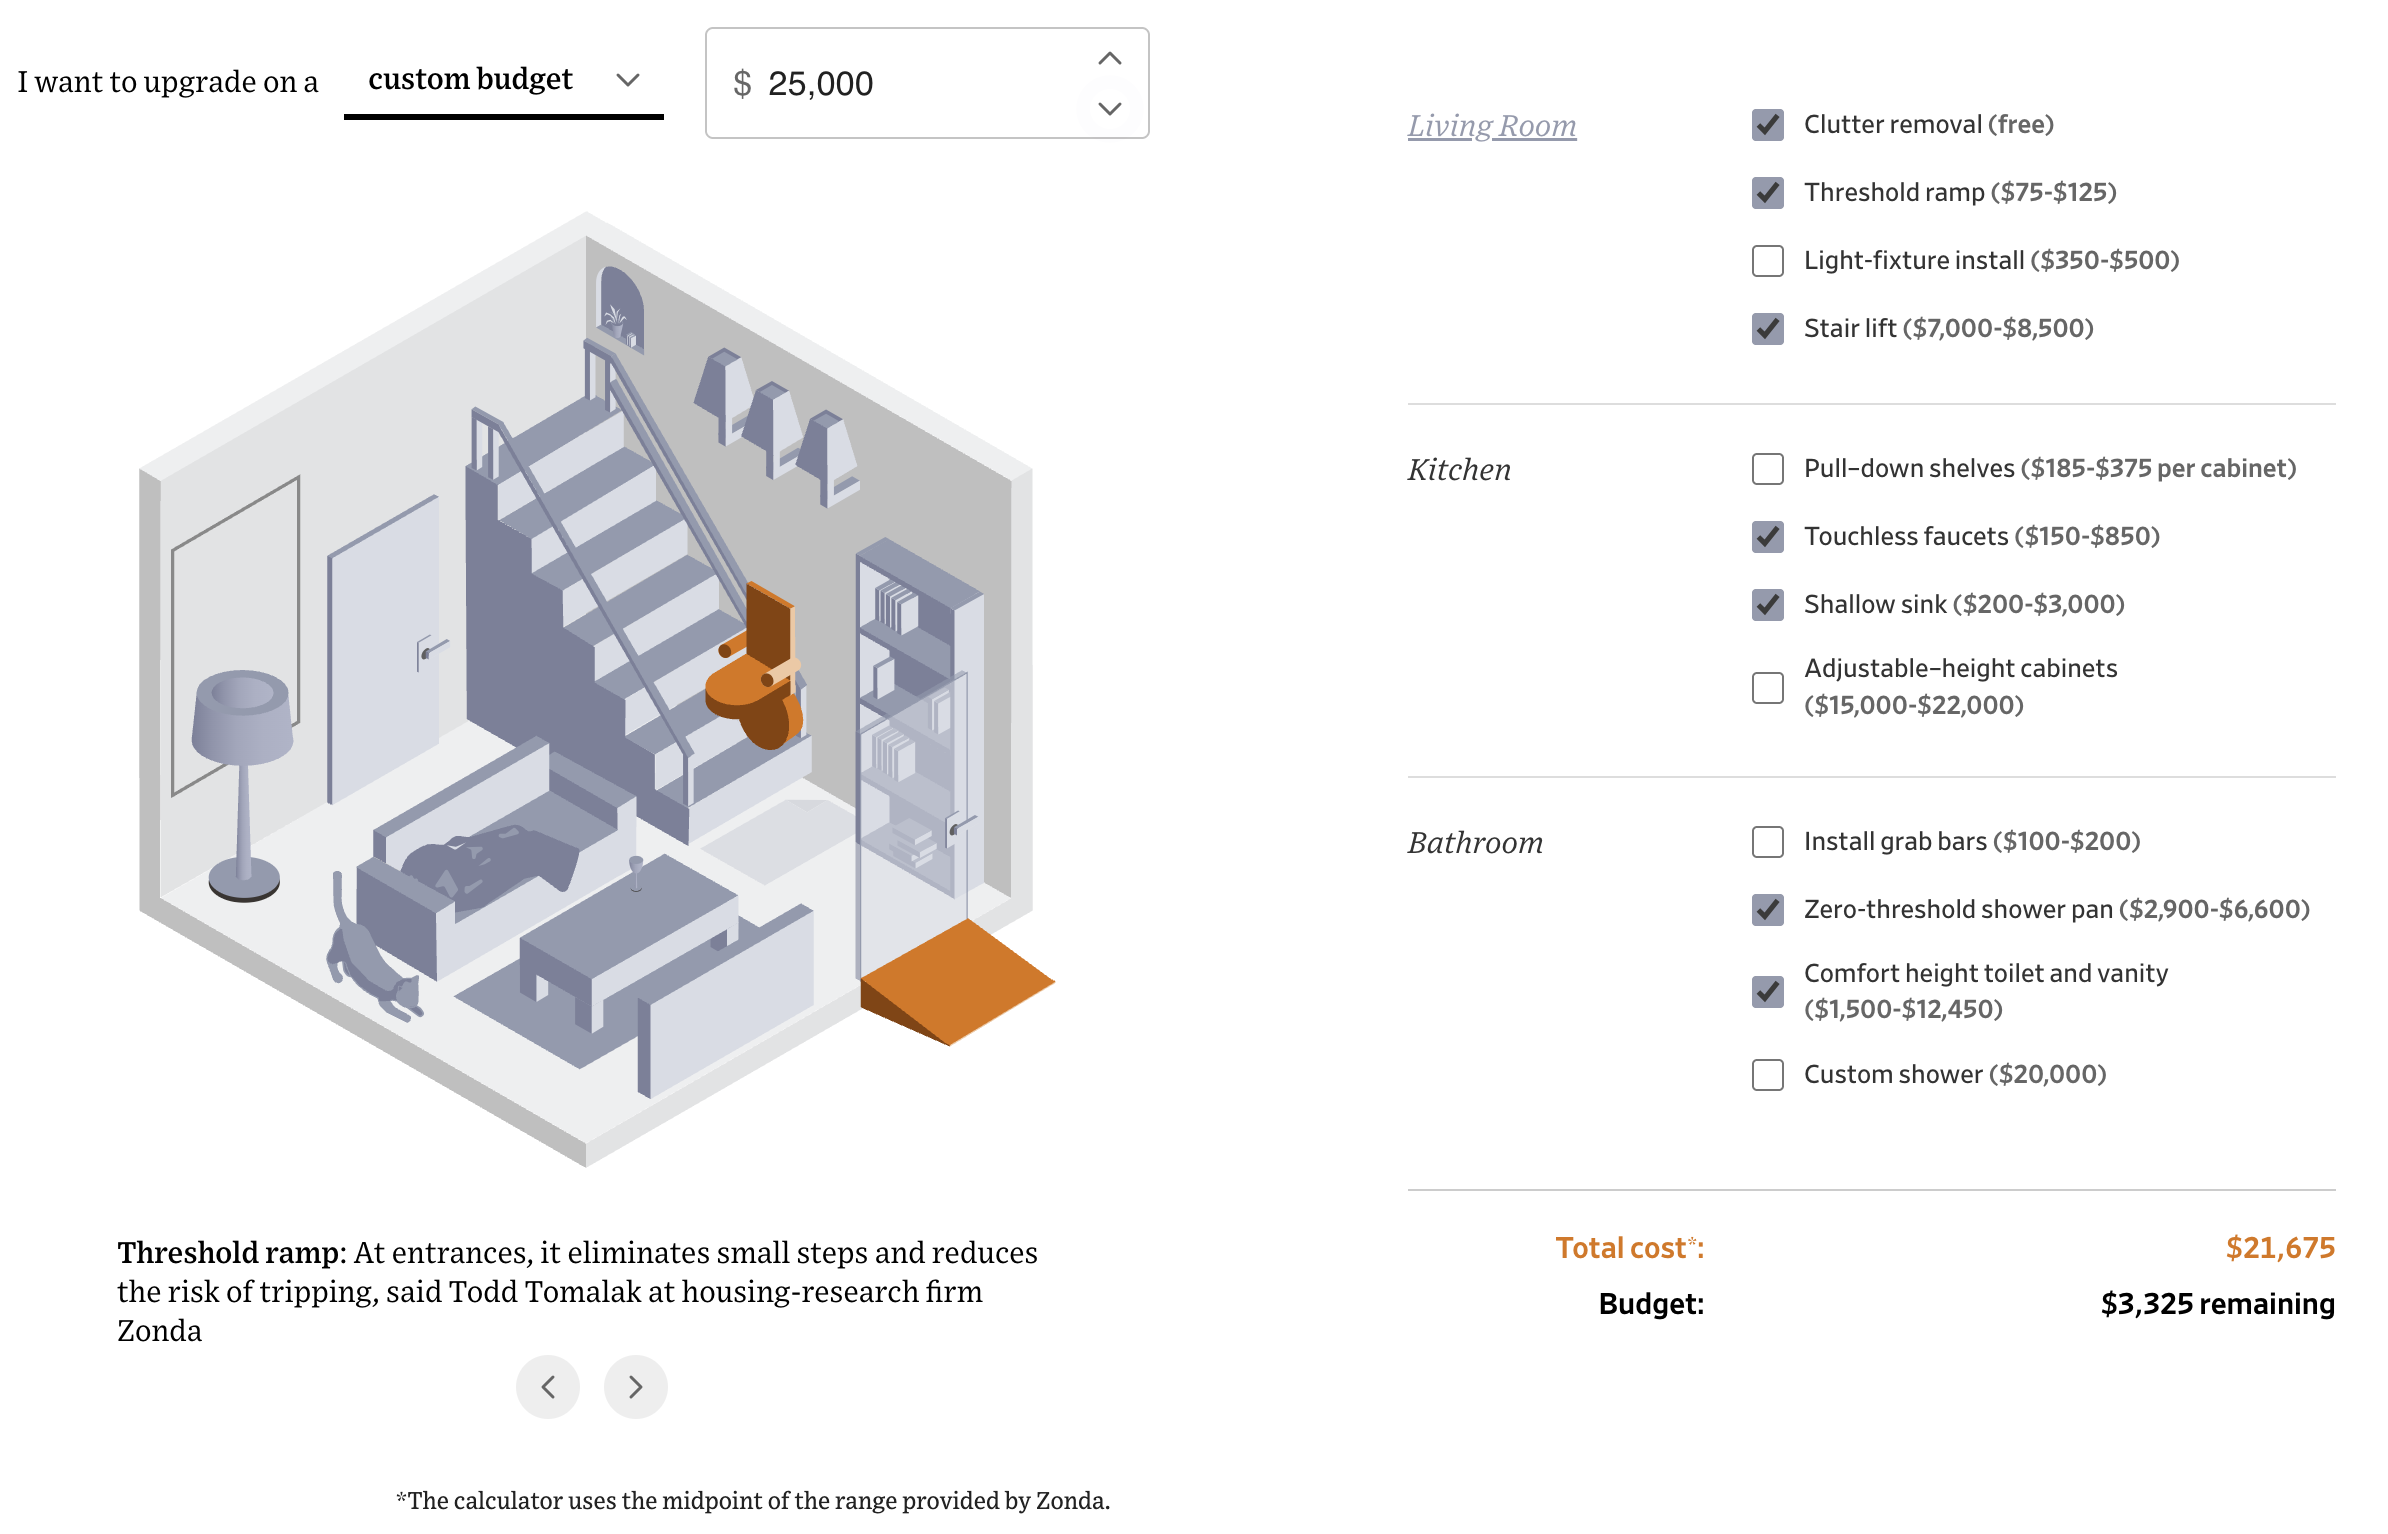 I want to upgrade on a custom budget $ 25,000
Living Room
Clutter removal (free)
Threshold ramp ($75-$125)
Light-fixture install ($350-$500)
Stair lift ($7,000-$8,500)
Kitchen
Pull-down shelves ($185-$375 per cabinet)
Touchless faucets ($150-$850)
Shallow sink ($200-$3,000)
Adjustable-height cabinets
($15,000-$22,000)
Bathroom
Install grab bars ($100-$200)
Zero-threshold shower pan ($2,900-$6,600)
Comfort height toilet and vanity
($1,500-$12,450)
Custom shower ($20,000)
Total cost*: $21,675
Budget: $3,325 remaining
Threshold ramp: At entrances, it eliminates small steps and reduces
the risk of tripping, said Todd Tomalak at housing-research firm
Zonda
*The calculator uses the midpoint of the range provided by Zonda.